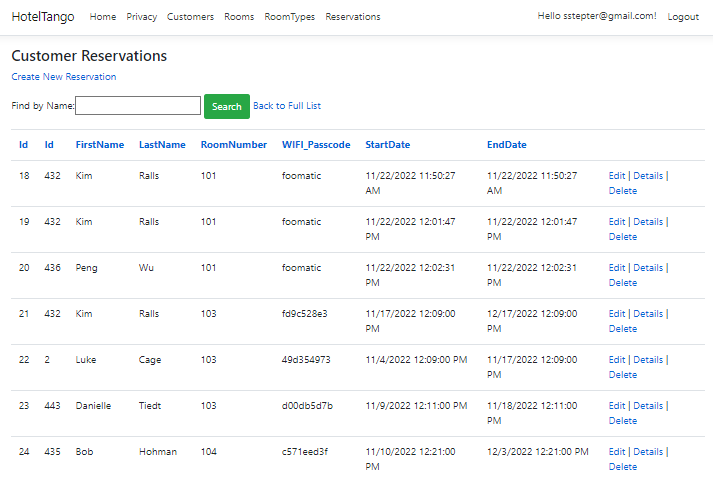 HotelTango Home Privacy Customers Rooms RoomTypes Reservations Hello sstepter@gmail.com! Logout
Customer Reservations
Create New Reservation
Find by Name: Search Back to Full List
Id Id FirstName LastName RoomNumber WIFI_Passcode StartDate EndDate
18 432 Kim Ralls 101 foomatic 11/22/2022 11:50:27 11/22/2022 11:50:27 Edit | Details |
AM AM Delete
19 432 Kim Ralls 101 foomatic 11/22/2022 12:01:47 11/22/2022 12:01:47 Edit | Details |
PM PM Delete
20 436 Peng Wu 101 foomatic 11/22/2022 12:02:31 11/22/2022 12:02:31 Edit | Details |
PM PM Delete
21 432 Kim Ralls 103 fd9c528e3 11/17/2022 12:09:00 12/17/2022 12:09:00 Edit | Details |
PM PM Delete
22 2 Luke Cage 103 49d354973 11/4/2022 12:09:00 PM 11/17/2022 12:09:00 Edit | Details |
PM Delete
23 443 Danielle Tiedt 103 d00db5d7b 11/9/2022 12:11:00 PM 11/18/2022 12:11:00 Edit | Details |
PM Delete
24 435 Bob Hohman 104 c571eed3f 11/10/2022 12:21:00 12/3/2022 12:21:00 PM Edit | Details |
PM Delete